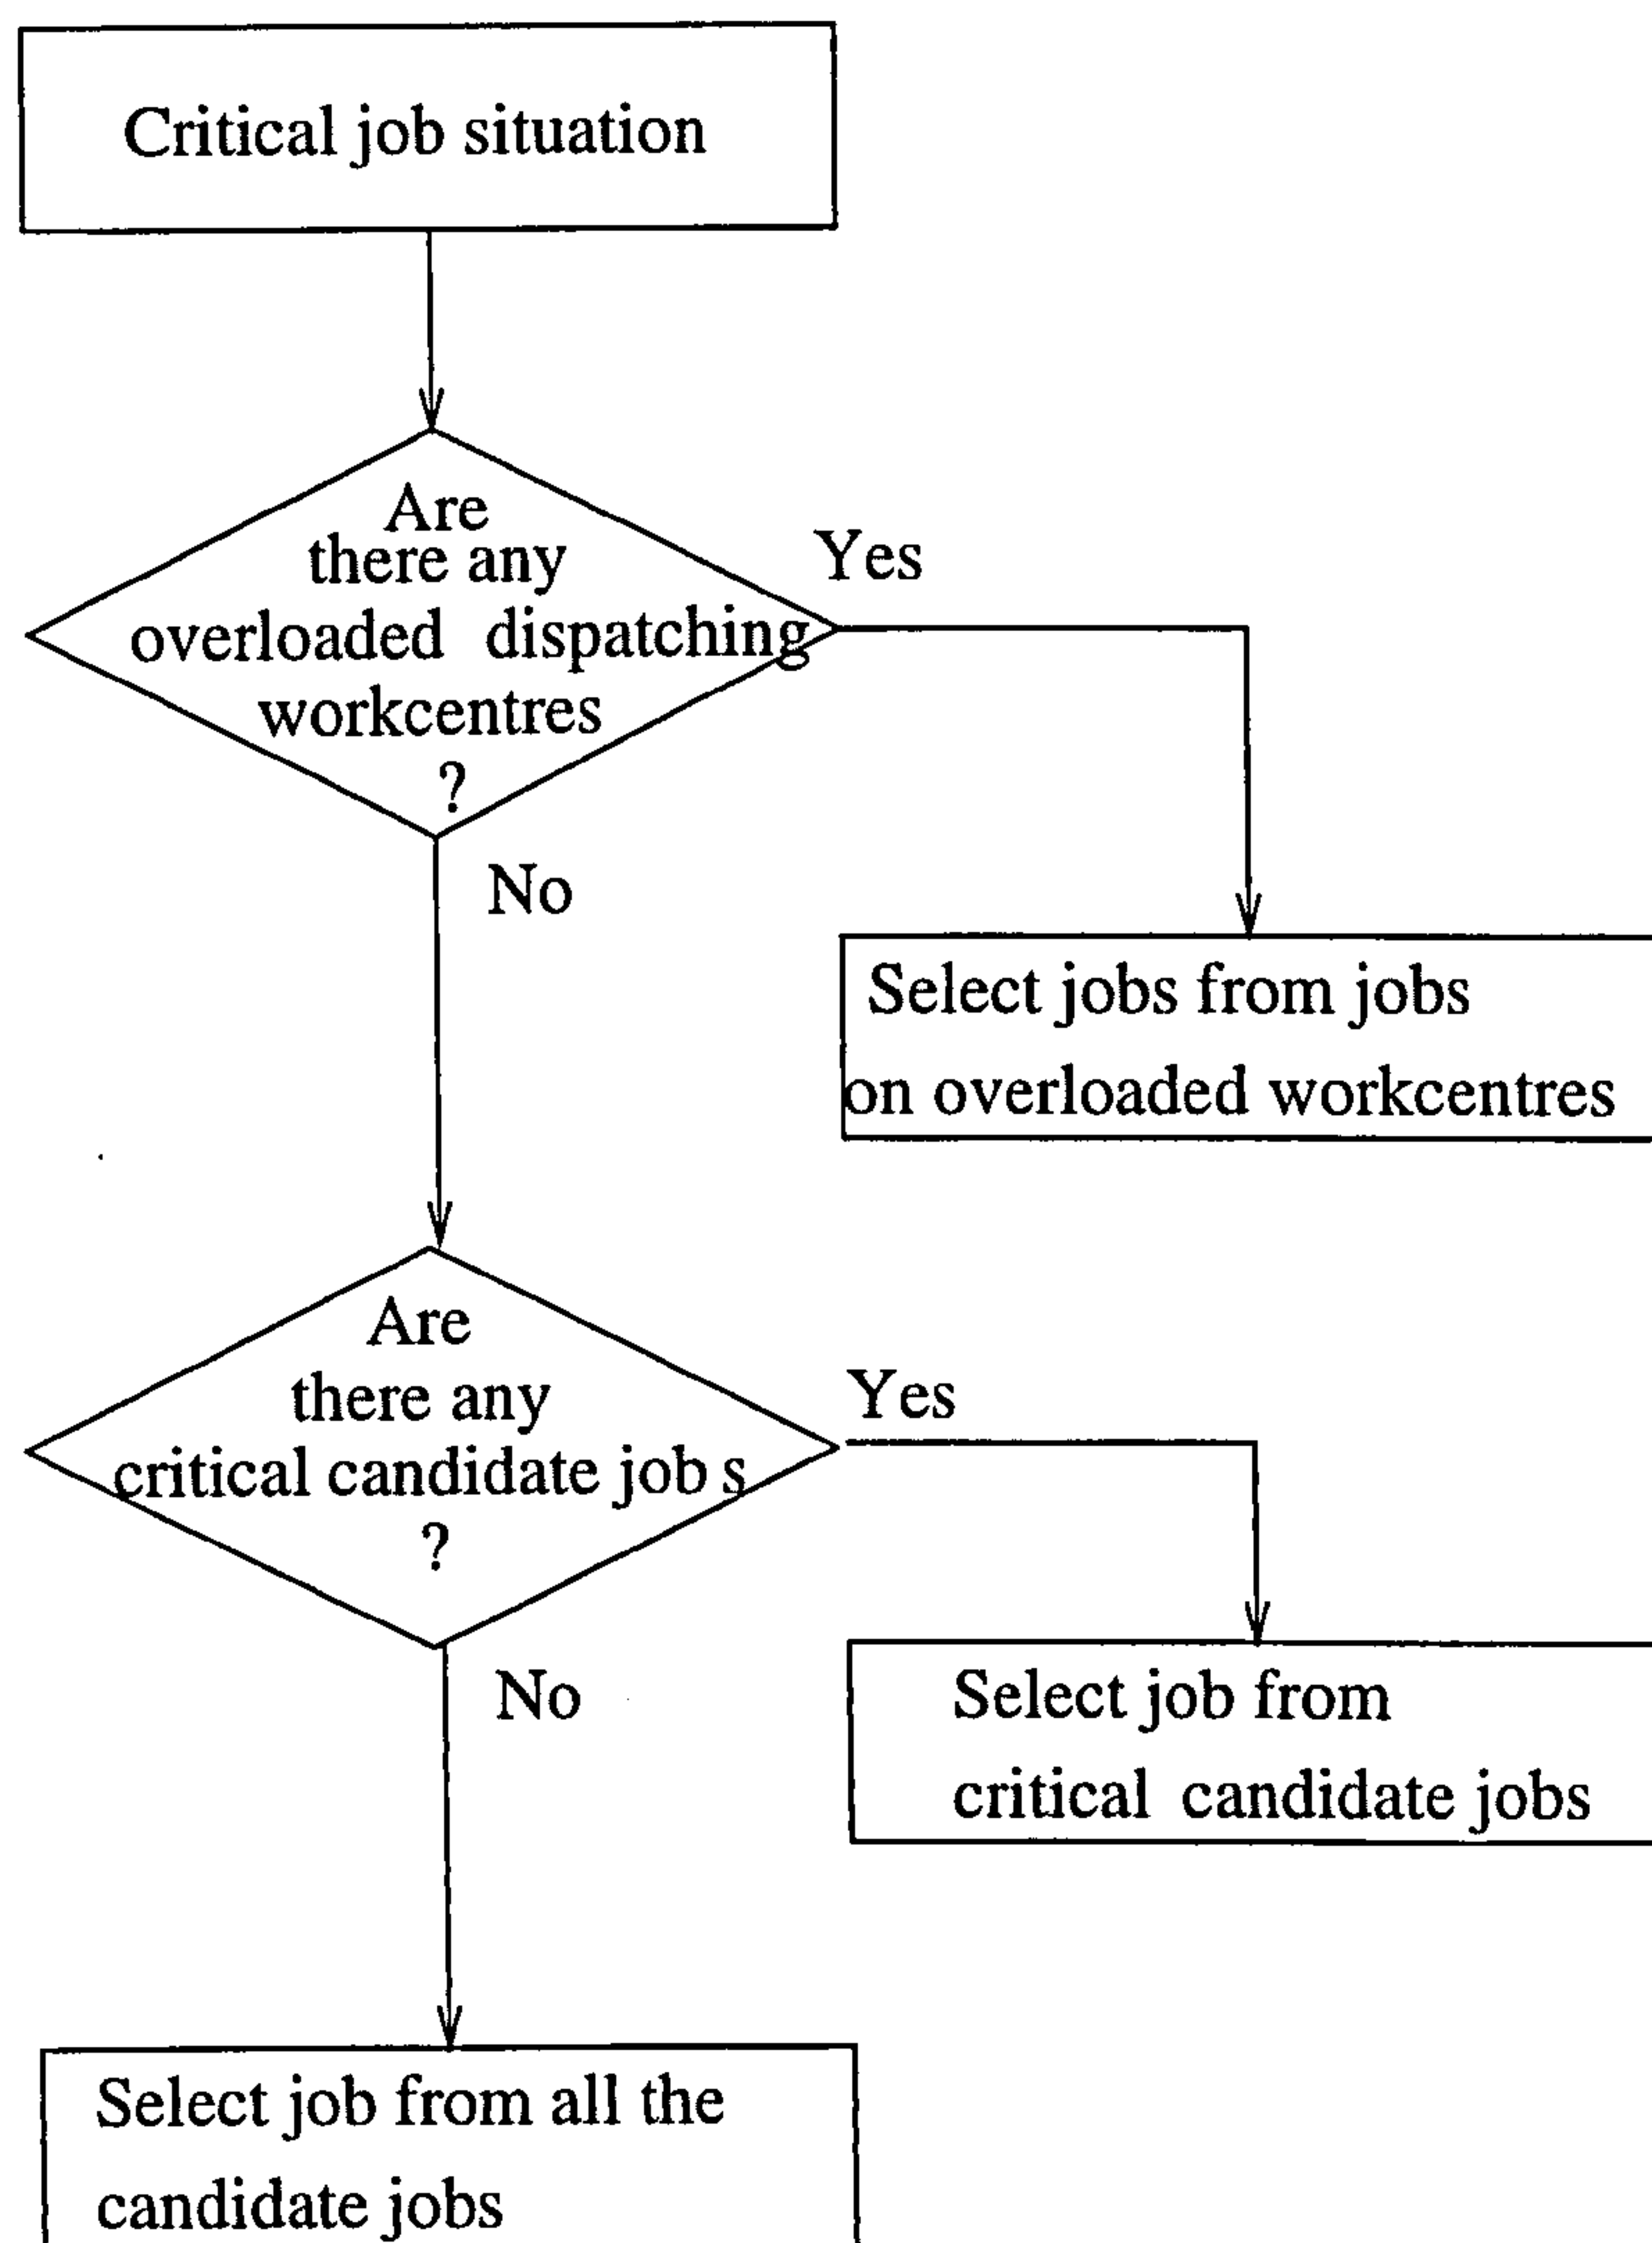 Critical job situation
Are
there any
overloaded dispatching
workcentres
?
Yes
No
Select jobs from jobs
on overloaded workcentres
Are
there any
critical candidate job s
?
Yes
No
Select job from
critical candidate jobs
Select job from all the
candidate jobs